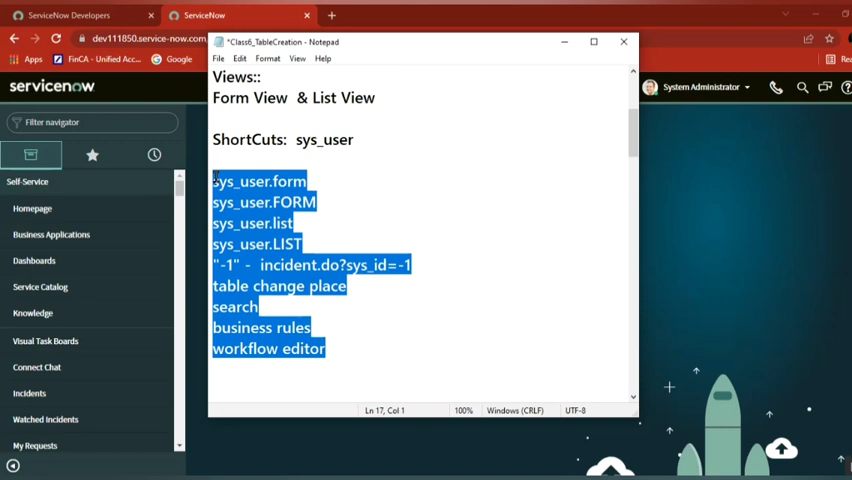 ServiceNow Developers
ServiceNow
dev111850.service-now.com
Apps
FinCA - Unified Acc...
Google
Rea
servicenow
System Administrator
Filter navigator
Self-Service
Homepage
Business Applications
Dashboards
Service Catalog
Knowledge
Visual Task Boards
Connect Chat
Incidents
Watched Incidents
My Requests
*Class6_TableCreation - Notepad
File Edit Format View Help
Views::
Form View & List View
ShortCuts: sys_user
sys_user.form
sys_user.FORM
sys_user.list
sys_user.LIST
"-1" - incident.do?sys_id=-1
table change place
search
business rules
workflow editor
Ln 17, Col 1
100%
Windows (CRLF)
UTF-8